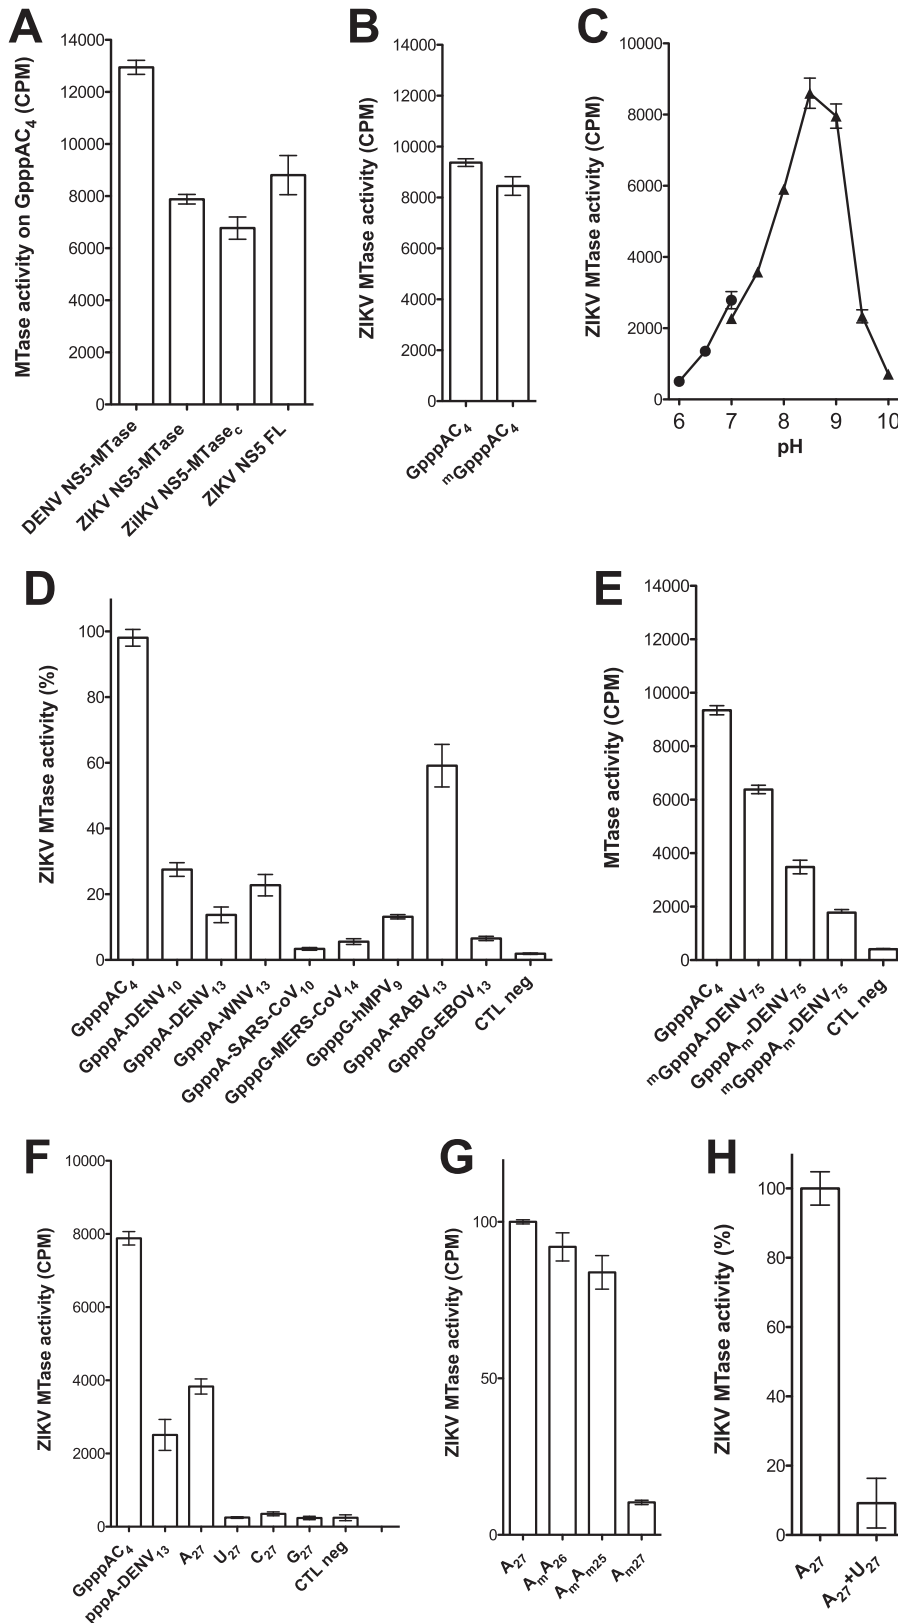 A
MTase activity on GpppAC4 (CPM)
14000
12000
10000
8000
6000
4000
2000
0
DENV NS5-MTase
ZIKV NS5-MTase
ZiIKV NS5-MTasec
ZIKV NS5 FL
B
ZIKV MTase activity (CPM)
14000
12000
10000
8000
6000
4000
2000
0
GpppAC4
mGpppAC4
C
ZIKV MTase activity (CPM)
10000
8000
6000
4000
2000
0
6 7 8 9 10
pH
D
ZIKV MTase activity (%)
100
80
60
40
20
0
GpppAC4
GpppA-DENV10
GpppA-DENV13
GpppA-WNV13
GpppA-SARS-CoV10
GpppG-MERS-CoV14
GpppG-hMPV9
GpppA-RABV13
GpppG-EBOV13
CTL neg
E
MTase activity (CPM)
14000
12000
10000
8000
6000
4000
2000
0
GpppAC4
mGpppA-DENV75
GpppAm-DENV75
mGpppAm-DENV75
CTL neg
F
ZIKV MTase activity (CPM)
10000
8000
6000
4000
2000
0
GpppAC4
pppA-DENV13
A27
U27
C27
G27
CTL neg
G
ZIKV MTase activity (CPM)
100
50
0
A27
AmA26
AmAm25
Am27
H
ZIKV MTase activity (%)
100
80
60
40
20
0
A27
A27+U27